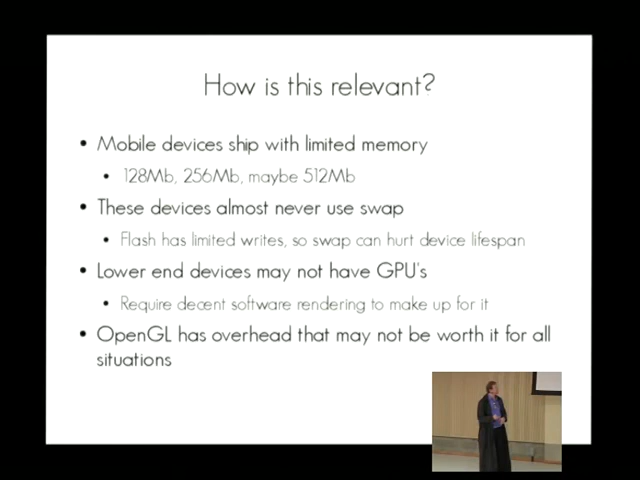 How is this relevant?
Mobile devices ship with limited memory
128Mb, 256Mb, maybe 512Mb
These devices almost never use swap
Flash has limited writes, so swap can hurt device lifespan
Lower end devices may not have GPU's
Require decent software rendering to make up for it
OpenGL has overhead that may not be worth it for all
situations